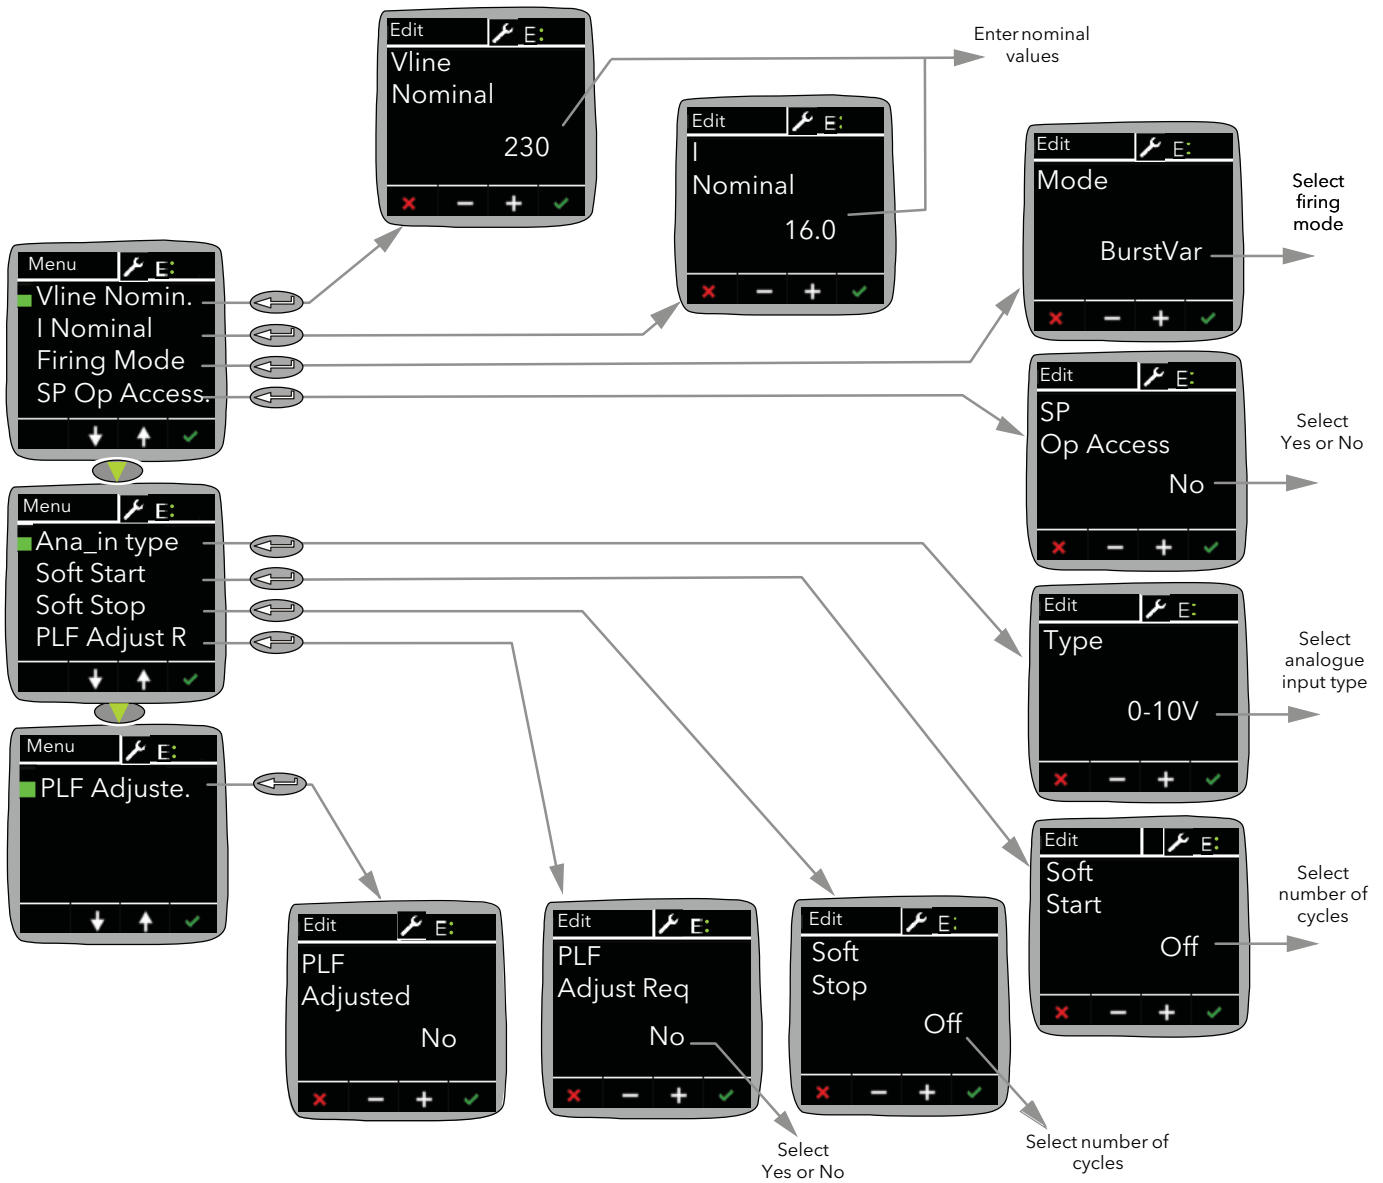 Edit E:
Vline
Nominal
230
Enter nominal
values
Edit E:
I
Nominal
16.0
Edit E:
Mode
BurstVar
Select
firing
mode
Menu E:
Vline Nomin.
I Nominal
Firing Mode
SP Op Access.
Edit E:
SP
Op Access
No
Select
Yes or No
Menu E:
Ana_in type
Soft Start
Soft Stop
PLF Adjust R
Edit E:
Type
0-10V
Select
analogue
input type
Menu E:
PLF Adjuste.
Edit E:
Soft
Start
Off
Select
number of
cycles
Edit E:
PLF
Adjusted
No
Edit E:
PLF
Adjust Req
No
Select
Yes or No
Edit E:
Soft
Stop
Off
Select number of
cycles